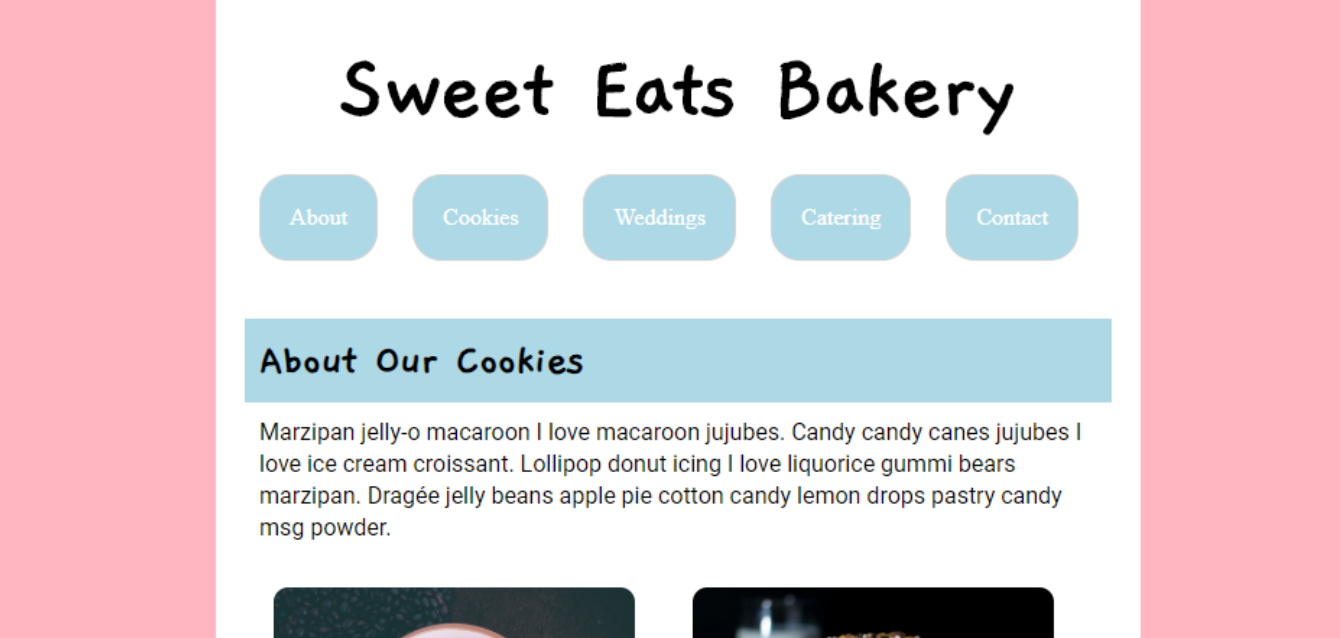 Sweet Eats Bakery
About Cookies Weddings Catering Contact
About Our Cookies
Marzipan jelly-o macaroon I love macaroon jujubes. Candy candy canes jujubes I
love ice cream croissant. Lollipop donut icing I love liquorice gummi bears
marzipan. Dragée jelly beans apple pie cotton candy lemon drops pastry candy
msg powder.